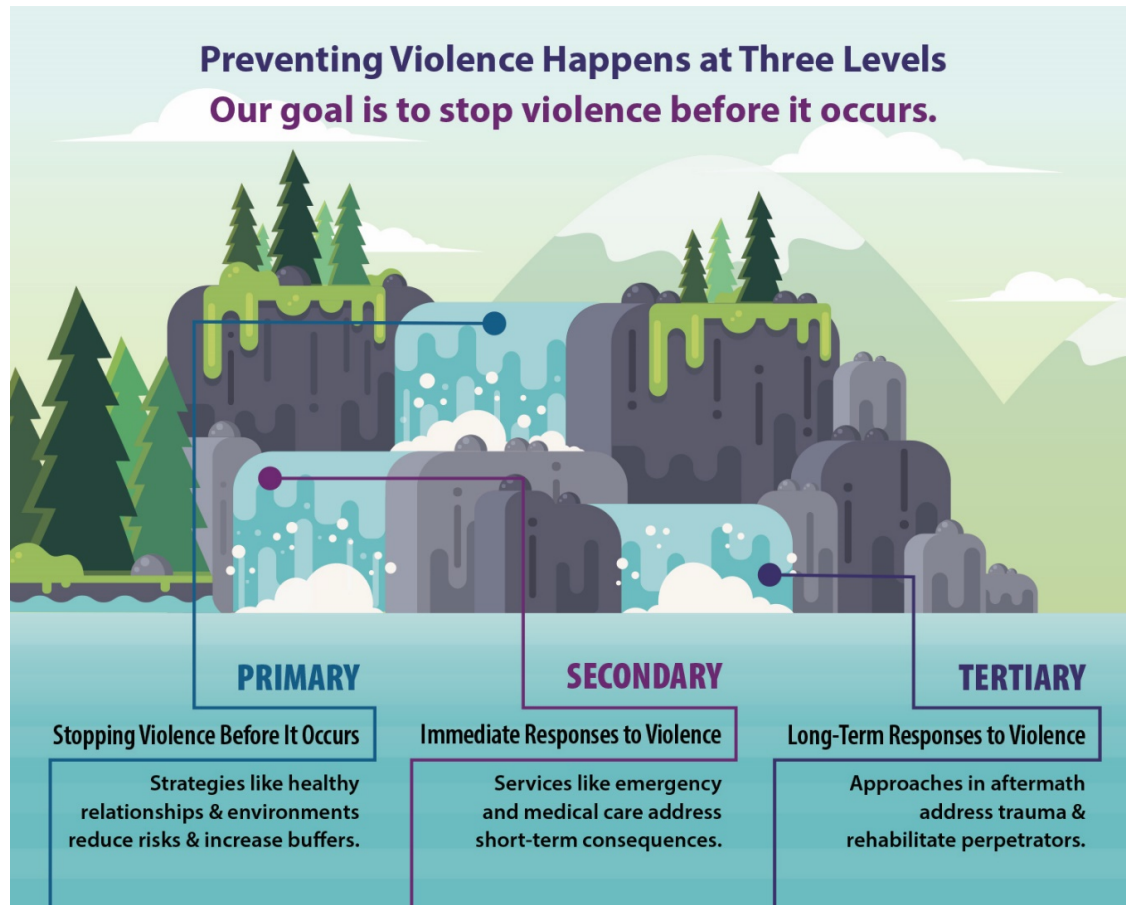 Preventing Violence Happens at Three Levels
Our goal is to stop violence before it occurs.
PRIMARY
Stopping Violence Before It Occurs
Strategies like healthy
relationships & environments
reduce risks & increase buffers.
SECONDARY
Immediate Responses to Violence
Services like emergency
and medical care address
short-term consequences.
TERTIARY
Long-Term Responses to Violence
Approaches in aftermath
address trauma &
rehabilitate perpetrators.